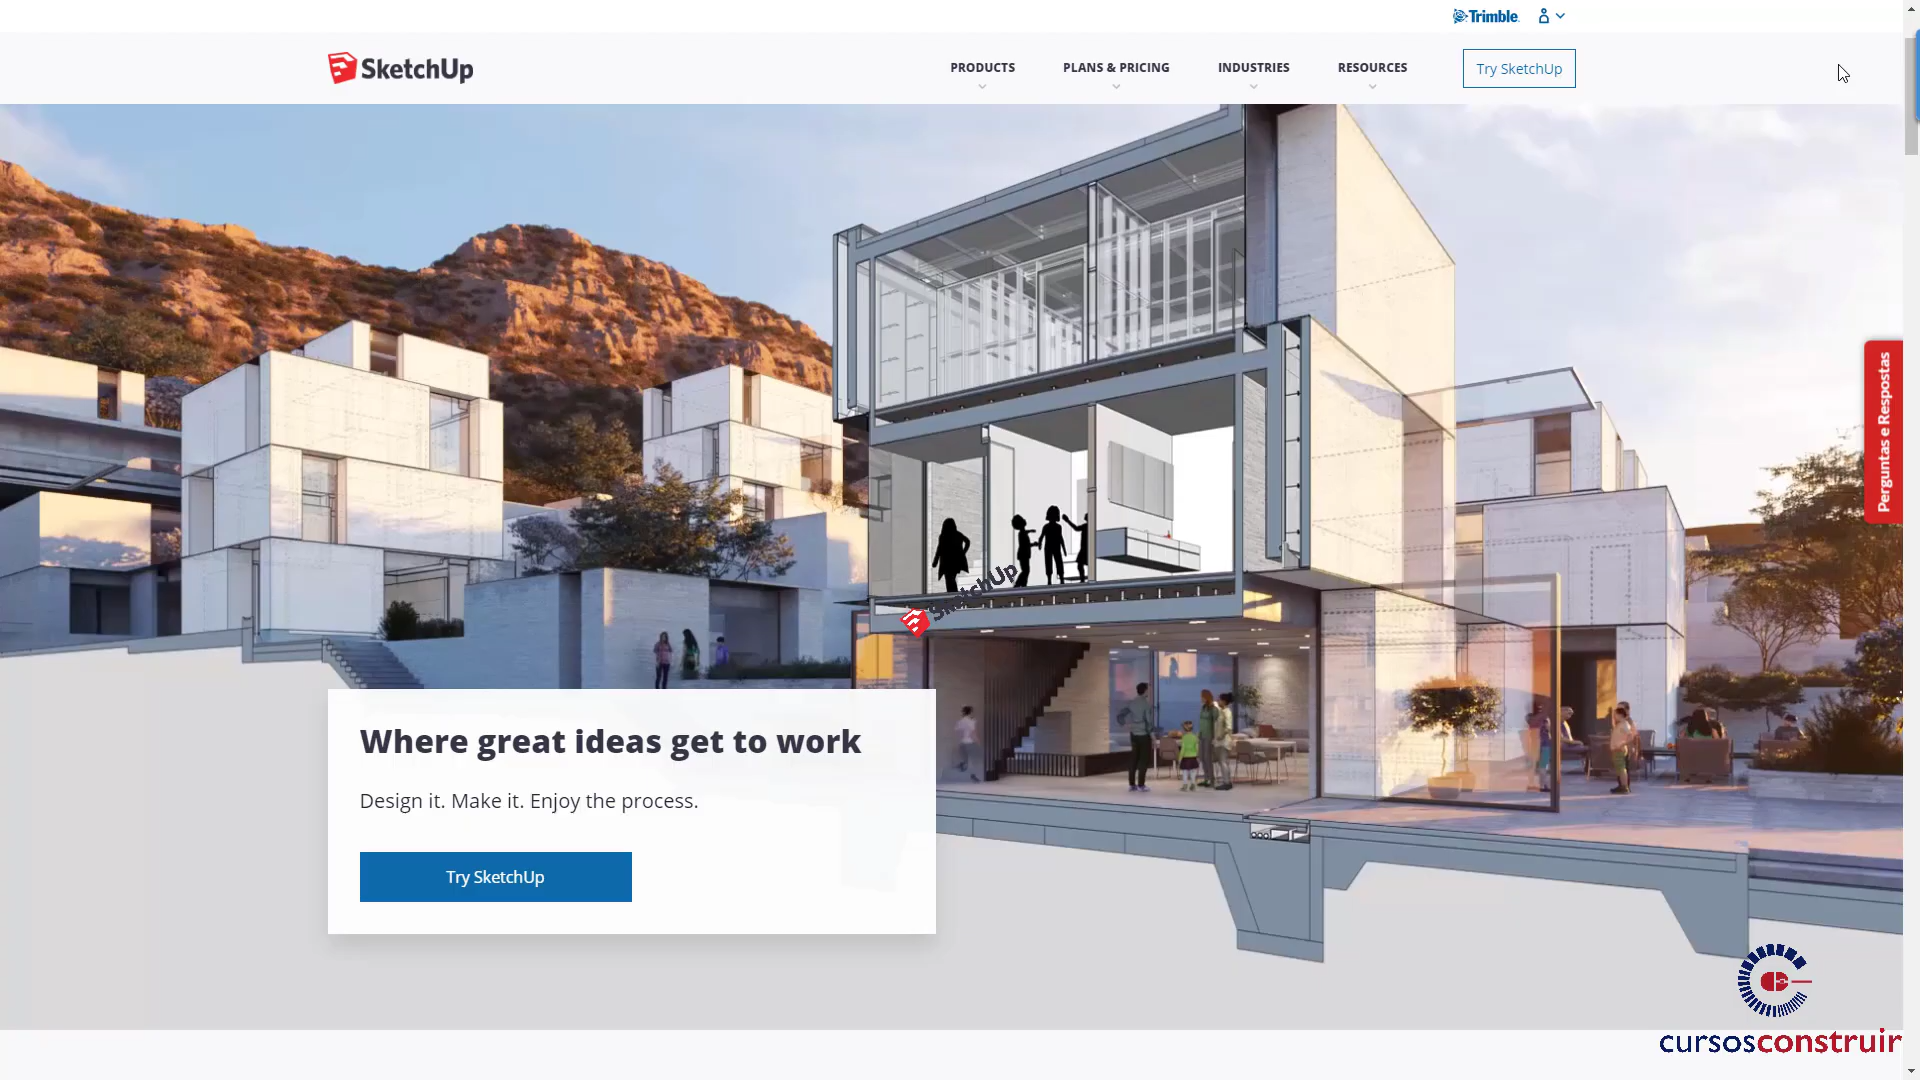 Trimble
SketchUp
PRODUCTS
PLANS & PRICING
INDUSTRIES
RESOURCES
Try SketchUp
Perguntas e Respostas
SketchUp
Where great ideas get to work
Design it. Make it. Enjoy the process.
Try SketchUp
cursosconstruir